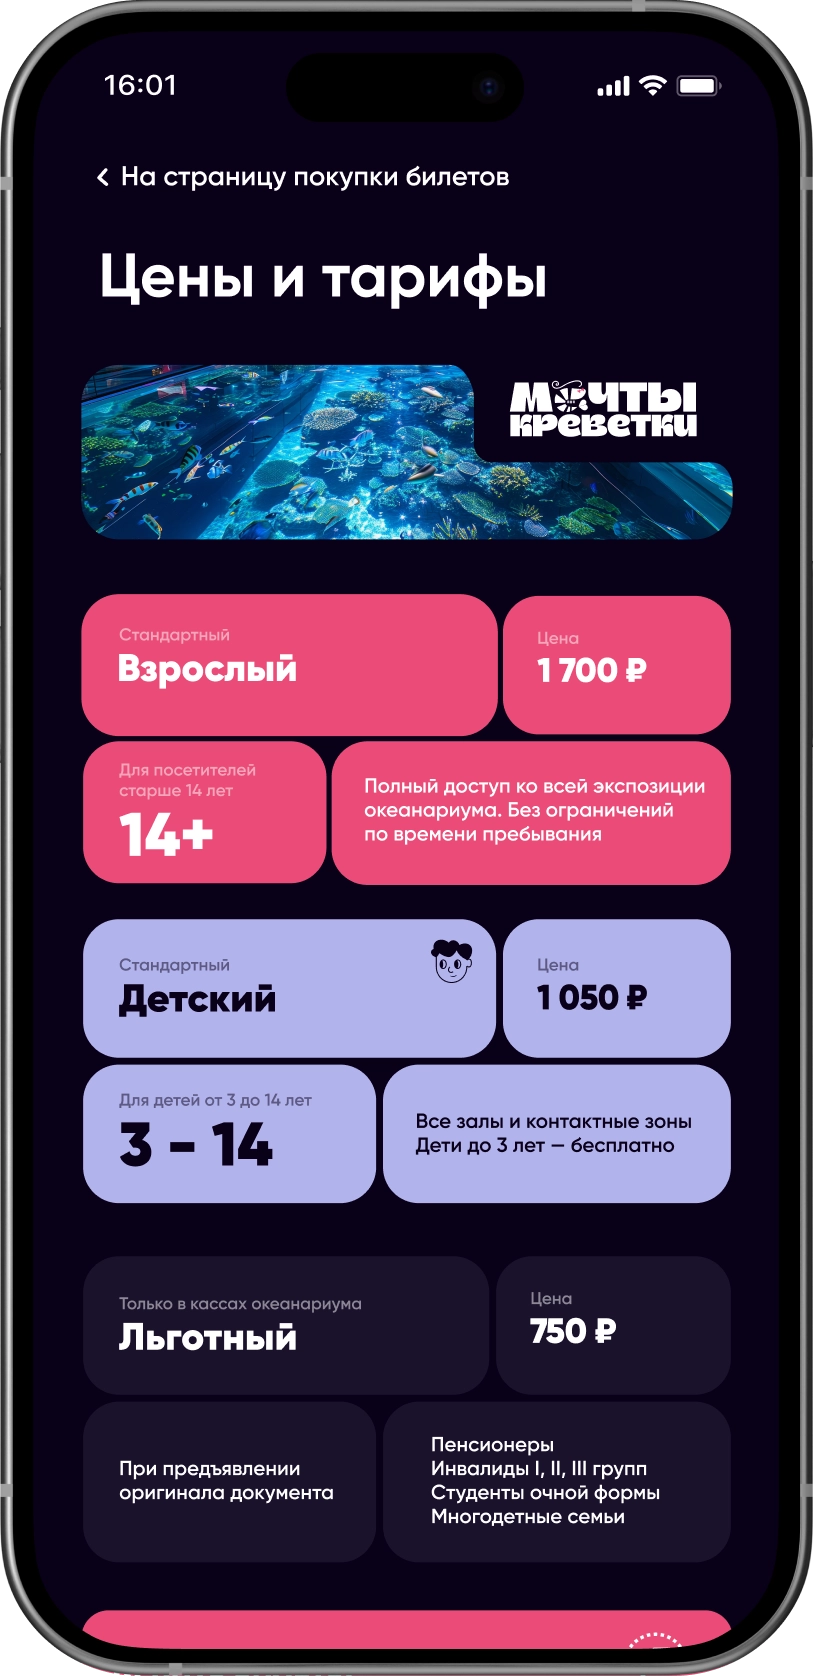 16:01
На страницу покупки билетов
Цены и тарифы
Мечты
креветки
Стандартный
Взрослый
Цена
1 700 ₽
Для посетителей
старше 14 лет
14+
Полный доступ ко всей экспозиции
океанариума. Без ограничений
по времени пребывания
Стандартный
Детский
Цена
1 050 ₽
Для детей от 3 до 14 лет
3 – 14
Все залы и контактные зоны
Дети до 3 лет — бесплатно
Только в кассах океанариума
Льготный
Цена
750 ₽
При предъявлении
оригинала документа
Пенсионеры
Инвалиды I, II, III групп
Студенты очной формы
Многодетные семьи